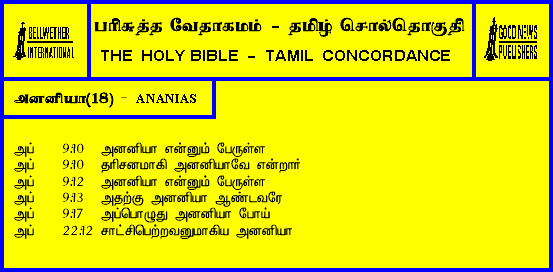 BELLWETHER
INTERNATIONAL
பரிசுத்த வேதாகமம் - தமிழ் சொல்தொகுதி
THE HOLY BIBLE - TAMIL CONCORDANCE
GOOD NEWS
PUBLISHERS
அனனியா(18) - ANANIAS
அப் 9:10 அனனியா என்னும் பேருள்ள
அப் 9:10 தரிசனமாகி அனனியாவே என்றார்
அப் 9:12 அனனியா என்னும் பேருள்ள
அப் 9:13 அதற்கு அனனியா ஆண்டவரே
அப் 9:17 அப்பொழுது அனனியா போய்
அப் 22:12 சாட்சிபெற்றவனுமாகிய அனனியா